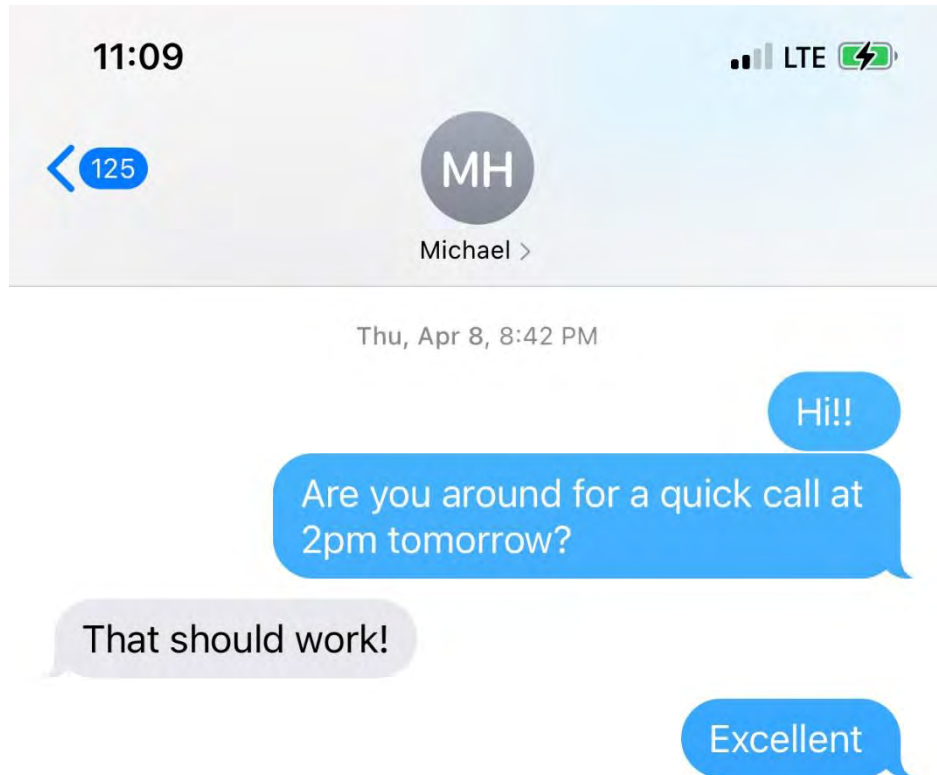 11:09
LTE
125
MH
Michael >
Thu, Apr 8, 8:42 PM
Hi!!
Are you around for a quick call at
2pm tomorrow?
That should work!
Excellent